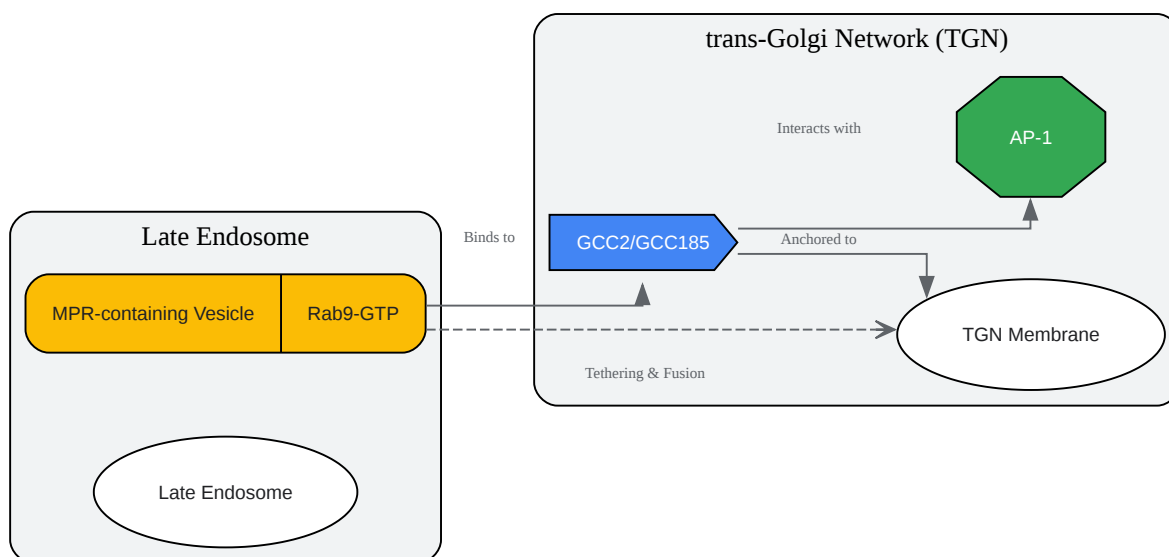 trans-Golgi Network (TGN)
Interacts with
AP-1
Late Endosome
Binds to
GCC2/GCC185
Anchored to
MPR-containing Vesicle
Rab9-GTP
TGN Membrane
Tethering & Fusion
Late Endosome